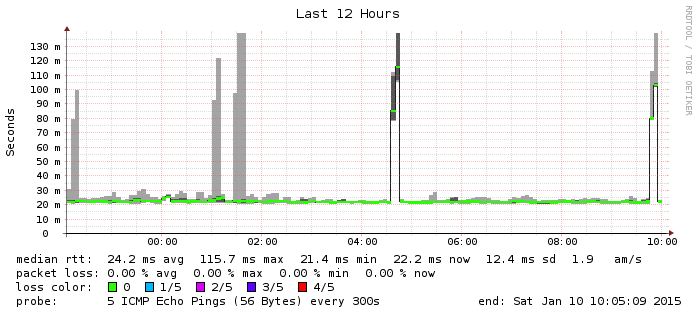 Last 12 Hours
RRDTOOL / TOBI OETIKER
Seconds
130 m
120 m
110 m
100 m
90 m
80 m
70 m
60 m
50 m
40 m
30 m
20 m
10 m
0
00:00 02:00 04:00 06:00 08:00 10:00
median rtt: 24.2 ms avg 115.7 ms max 21.4 ms min 22.2 ms now 12.4 ms sd 1.9 am/s
packet loss: 0.00 % avg 0.00 % max 0.00 % min 0.00 % now
loss color: 0 1/5 2/5 3/5 4/5
probe: 5 ICMP Echo Pings (56 Bytes) every 300s end: Sat Jan 10 10:05:09 2015